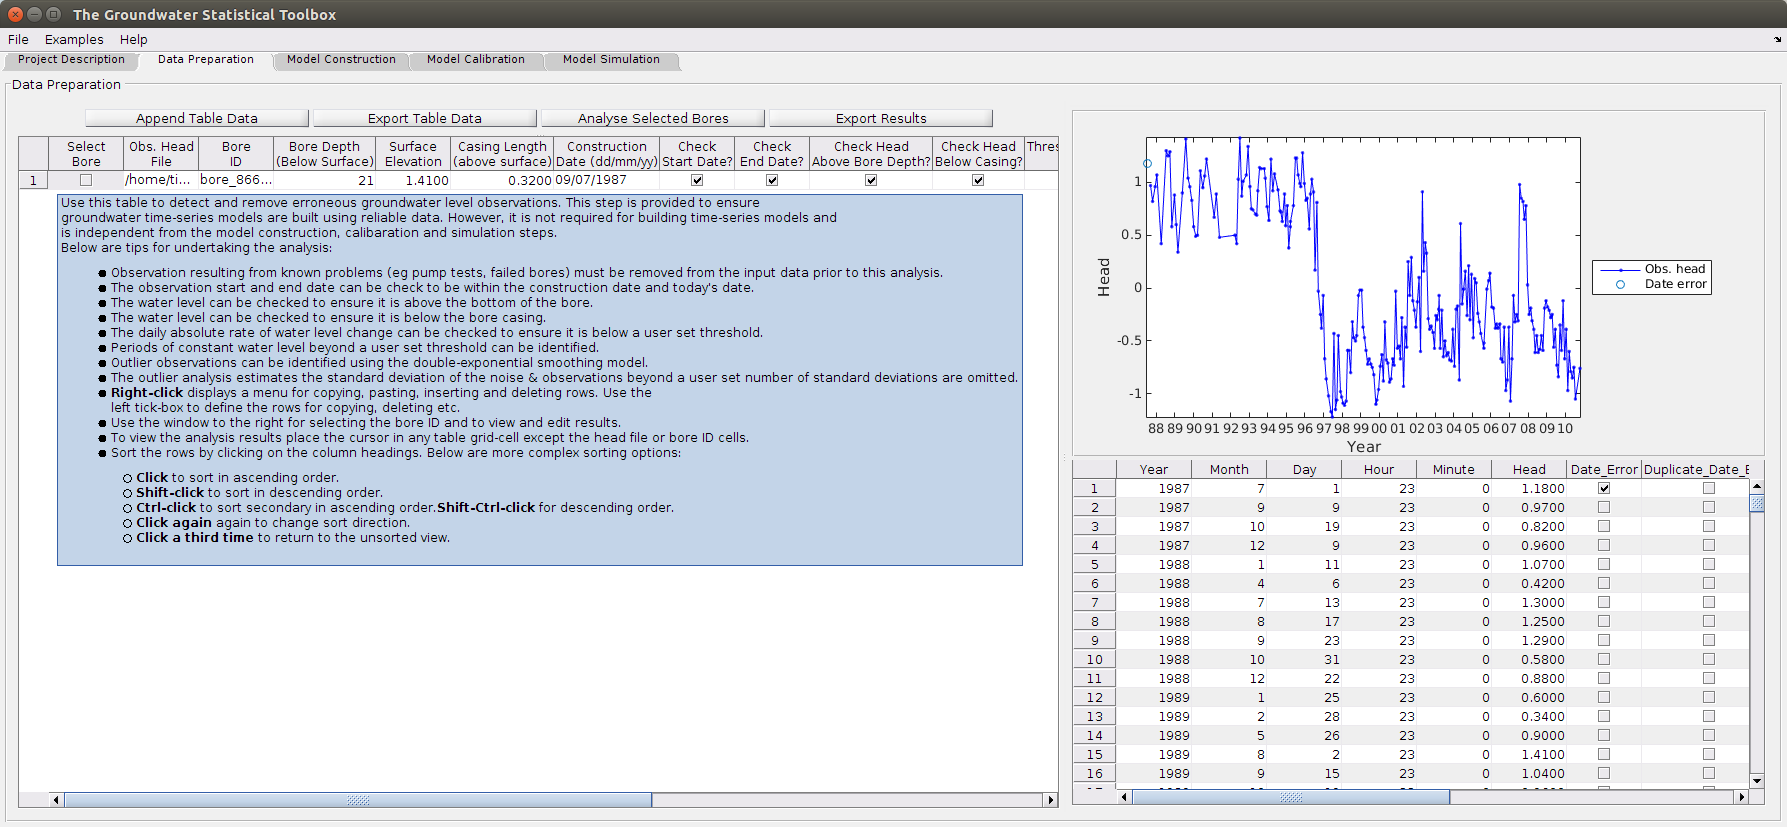 The Groundwater Statistical Toolbox
File Examples Help
Project Description Data Preparation Model Construction Model Calibration Model Simulation
Data Preparation
Append Table Data Export Table Data Analyse Selected Bores Export Results
Select Obs. Head Bore Bore Depth Surface Casing Length Construction Check Check Check Head Check Head Thres
Bore File ID (Below Surface) Elevation (above surface) Date (dd/mm/yy) Start Date? End Date? Above Bore Depth? Below Casing?
1 /home/ti... bore_866... 21 1.4100 0.3200 09/07/1987
Use this table to detect and remove erroneous groundwater level observations. This step is provided to ensure
groundwater time-series models are built using reliable data. However, it is not required for building time-series models and
is independent from the model construction, calibaration and simulation steps.
Below are tips for undertaking the analysis:
Observation resulting from known problems (eg pump tests, failed bores) must be removed from the input data prior to this analysis.
The observation start and end date can be check to be within the construction date and today's date.
The water level can be checked to ensure it is above the bottom of the bore.
The water level can be checked to ensure it is below the bore casing.
The daily absolute rate of water level change can be checked to ensure it is below a user set threshold.
Periods of constant water level beyond a user set threshold can be identified.
Outlier observations can be identified using the double-exponential smoothing model.
The outlier analysis estimates the standard deviation of the noise & observations beyond a user set number of standard deviations are omitted.
Right-click displays a menu for copying, pasting, inserting and deleting rows. Use the
left tick-box to define the rows for copying, deleting etc.
Use the window to the right for selecting the bore ID and to view and edit results.
To view the analysis results place the cursor in any table grid-cell except the head file or bore ID cells.
Sort the rows by clicking on the column headings. Below are more complex sorting options:
Click to sort in ascending order.
Shift-click to sort in descending order.
Ctrl-click to sort secondary in ascending order.Shift-Ctrl-click for descending order.
Click again again to change sort direction.
Click a third time to return to the unsorted view.
1
0.5
0
-0.5
-1
Head
88 89 90 91 92 93 94 95 96 97 98 99 00 01 02 03 04 05 06 07 08 09 10
Year
Obs. head
Date error
Year Month Day Hour Minute Head Date_Error Duplicate_Date_E
1 1987 7 1 23 0 1.1800
2 1987 9 9 23 0 0.9700
3 1987 10 19 23 0 0.8200
4 1987 12 9 23 0 0.9600
5 1988 1 11 23 0 1.0700
6 1988 4 6 23 0 0.4200
7 1988 7 13 23 0 1.3000
8 1988 8 17 23 0 1.2500
9 1988 9 23 23 0 1.2900
10 1988 10 31 23 0 0.5800
11 1988 12 22 23 0 0.8800
12 1989 1 25 23 0 0.6000
13 1989 2 28 23 0 0.3400
14 1989 5 26 23 0 0.9000
15 1989 8 2 23 0 1.4100
16 1989 9 15 23 0 1.0400